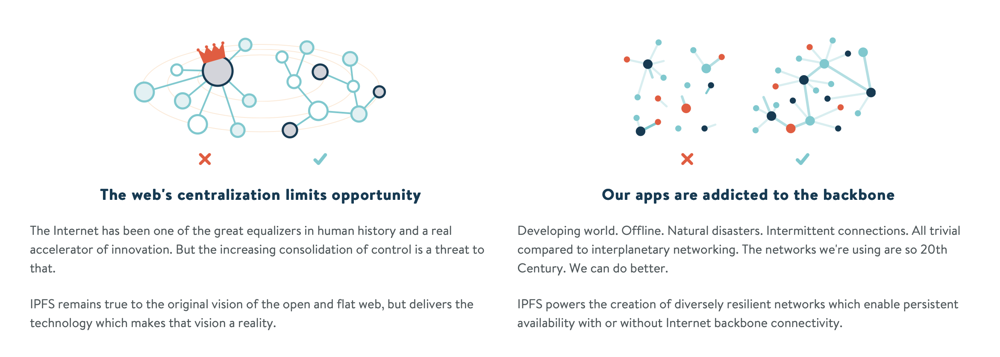 The web's centralization limits opportunity
The Internet has been one of the great equalizers in human history and a real
accelerator of innovation. But the increasing consolidation of control is a threat to
that.
IPFS remains true to the original vision of the open and flat web, but delivers the
technology which makes that vision a reality.
Our apps are addicted to the backbone
Developing world. Offline. Natural disasters. Intermittent connections. All trivial
compared to interplanetary networking. The networks we're using are so 20th
Century. We can do better.
IPFS powers the creation of diversely resilient networks which enable persistent
availability with or without Internet backbone connectivity.